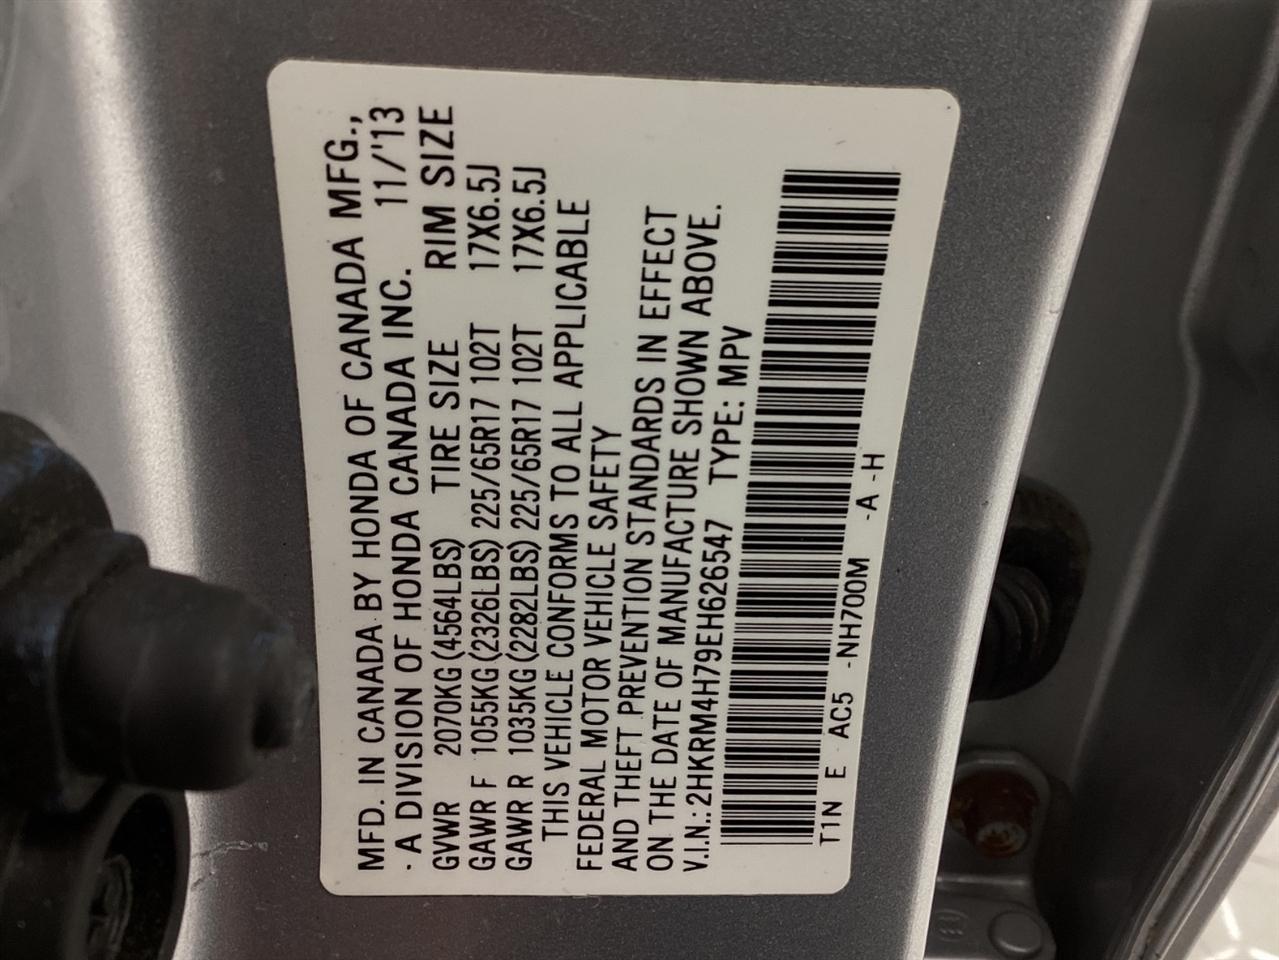 MFD. IN CANADA BY HONDA OF CANADA MFG.,
· A DIVISION OF HONDA CANADA INC. 11/'13
GVWR 2070KG (4564LBS) TIRE SIZE RIM SIZE
GAWR F 1055KG (2326LBS) 225/65R17 102T 17X6.5J
GAWR R 1035KG (2282LBS) 225/65R17 102T 17X6.5J
THIS VEHICLE CONFORMS TO ALL APPLICABLE
FEDERAL MOTOR VEHICLE SAFETY
AND THEFT PREVENTION STANDARDS IN EFFECT
ON THE DATE OF MANUFACTURE SHOWN ABOVE.
V.I.N.: 2HKRM4H79EH626547 TYPE: MPV
T1N E AC5 -NH700M -A -H